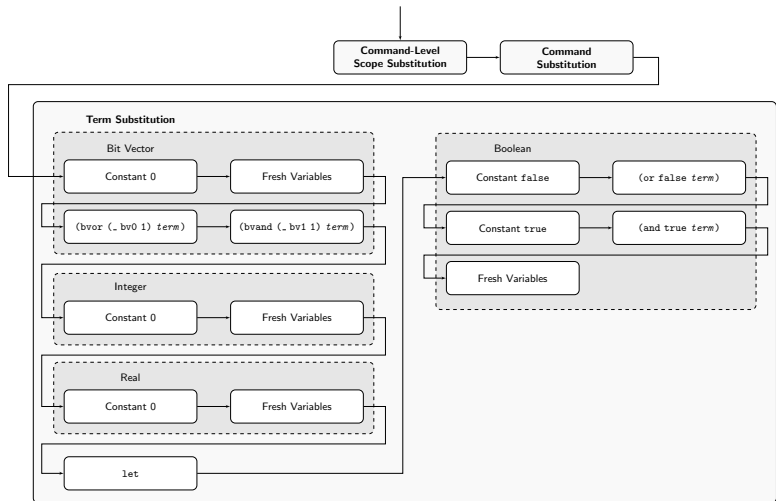 Command-Level
Scope Substitution
Command
Substitution
Term Substitution
Bit Vector
Constant 0
Fresh Variables
(bvor (_ bv0 1) term)
(bvand (_ bv1 1) term)
Integer
Constant 0
Fresh Variables
Real
Constant 0
Fresh Variables
let
Boolean
Constant false
(or false term)
Constant true
(and true term)
Fresh Variables